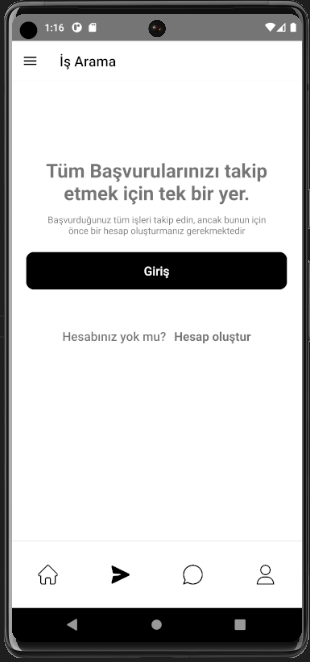 1:16
İş Arama
Tüm Başvurularınızı takip
etmek için tek bir yer.
Başvurduğunuz tüm işleri takip edin, ancak bunun için
önce bir hesap oluşturmanız gerekmektedir
Giriş
Hesabınız yok mu? Hesap oluştur